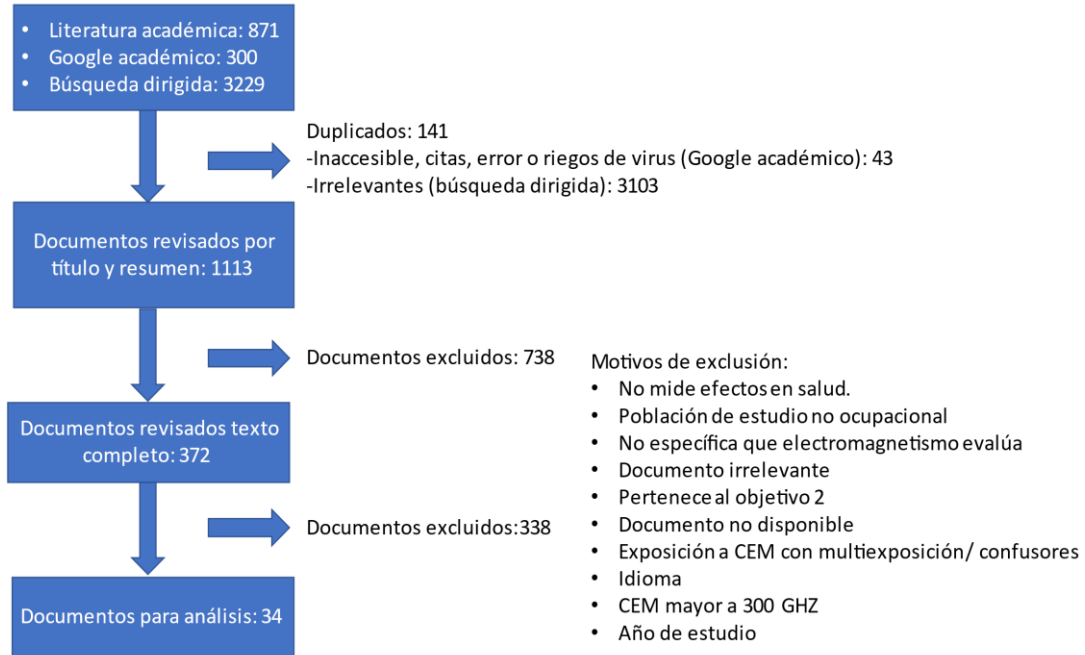 • Literatura académica: 871
• Google académico: 300
• Búsqueda dirigida: 3229
Duplicados: 141
-Inaccesible, citas, error o riegos de virus (Google académico): 43
-Irrelevantes (búsqueda dirigida): 3103
Documentos revisados por
título y resumen: 1113
Documentos excluidos: 738
Documentos revisados texto
completo: 372
Documentos excluidos:338
Documentos para análisis: 34
Motivos de exclusión:
• No mide efectos en salud.
• Población de estudio no ocupacional
• No específica que electromagnetismo evalúa
• Documento irrelevante
• Pertenece al objetivo 2
• Documento no disponible
• Exposición a CEM con multiexposición/ confusores
• Idioma
• CEM mayor a 300 GHZ
• Año de estudio